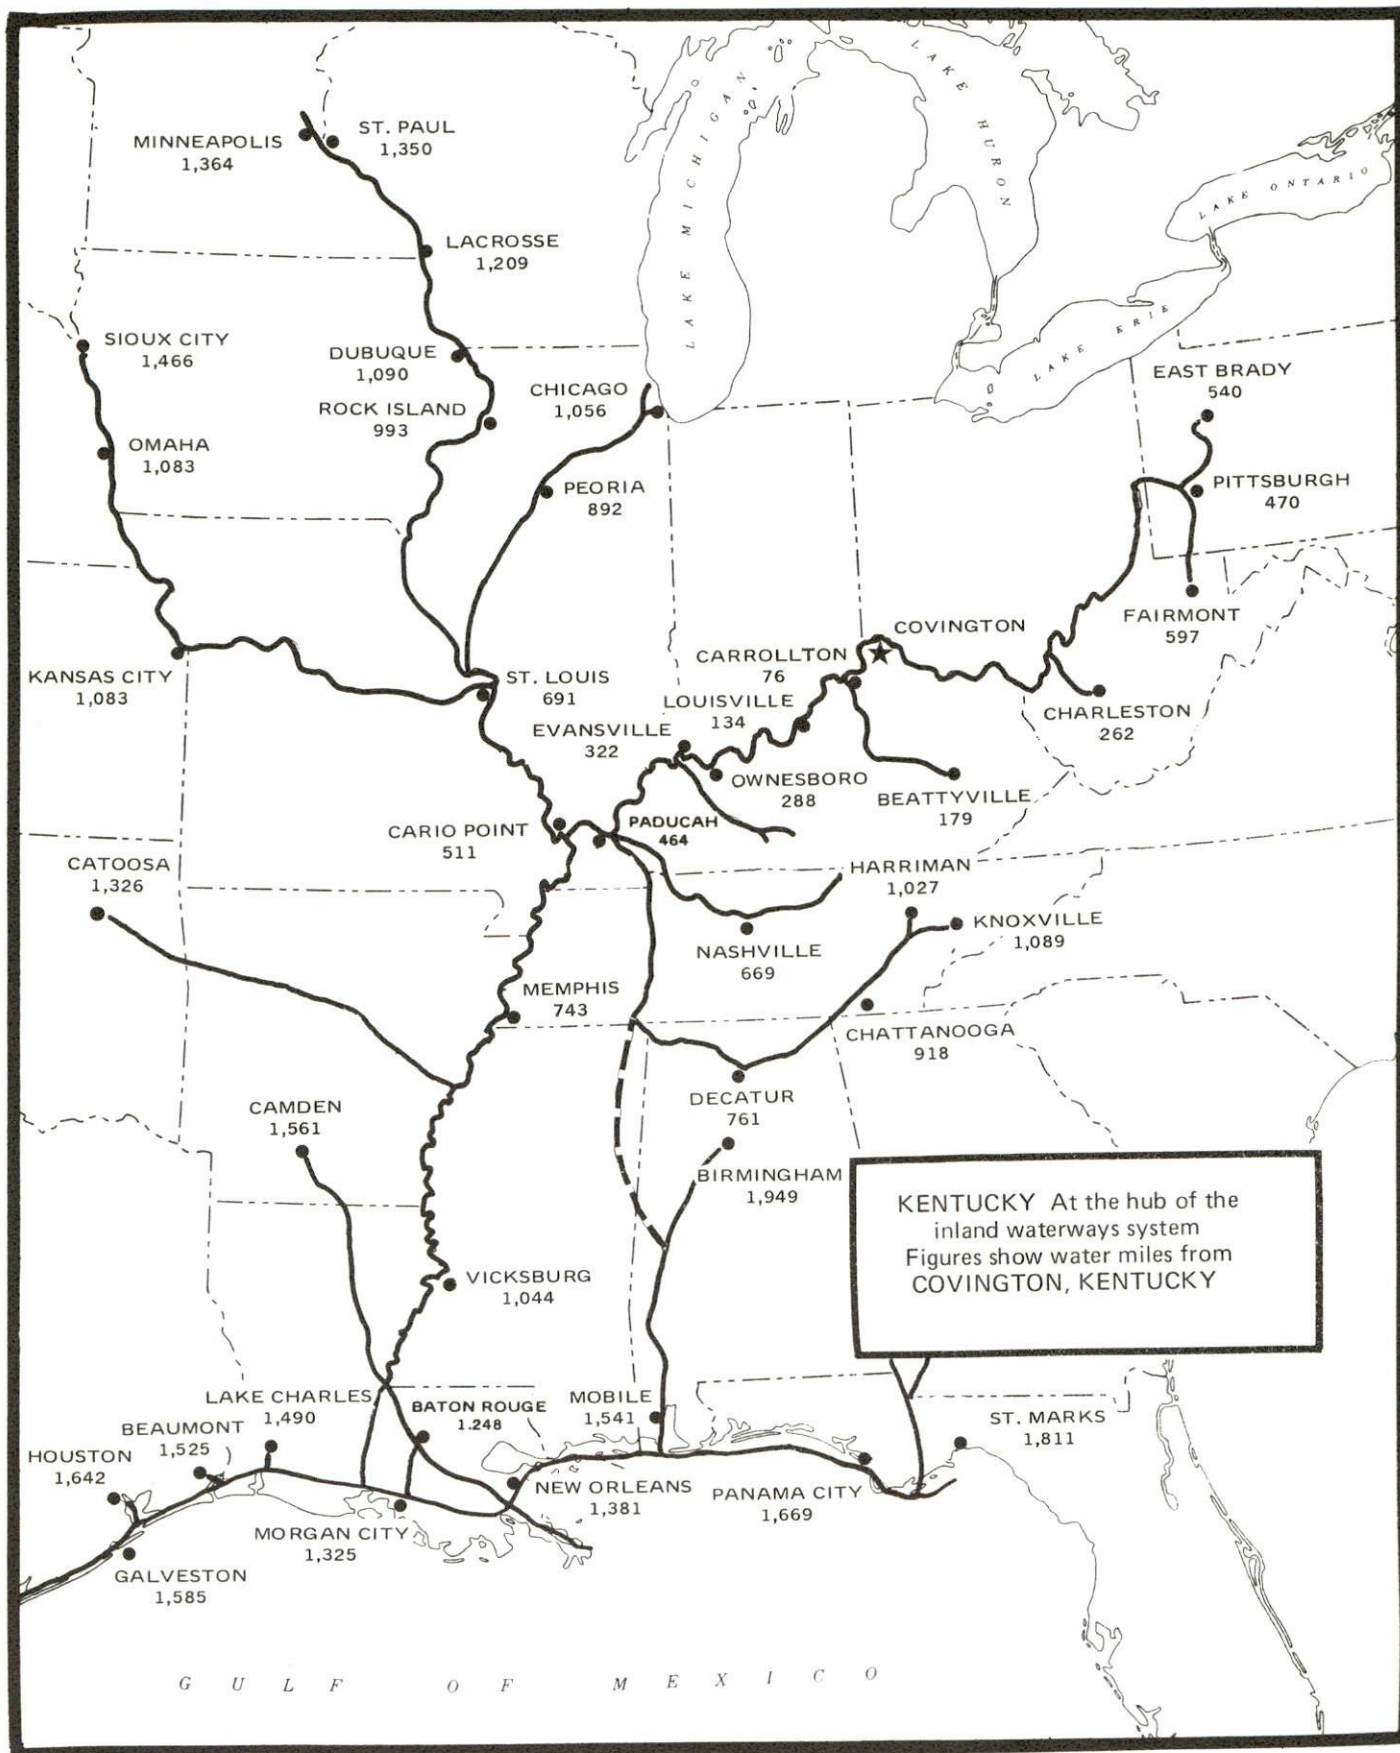 LAKE MICHIGAN
LAKE HURON
LAKE ONTARIO
LAKE ERIE
MINNEAPOLIS
1,364
ST. PAUL
1,350
LACROSSE
1,209
SIOUX CITY
1,466
DUBUQUE
1,090
ROCK ISLAND
993
CHICAGO
1,056
EAST BRADY
540
OMAHA
1,083
PEORIA
892
PITTSBURGH
470
FAIRMONT
597
COVINGTON
CARROLLTON
76
KANSAS CITY
1,083
ST. LOUIS
691
LOUISVILLE
134
CHARLESTON
262
EVANSVILLE
322
OWNESBORO
288
BEATTYVILLE
179
CARIO POINT
511
PADUCAH
464
CATOOSA
1,326
HARRIMAN
1,027
KNOXVILLE
1,089
NASHVILLE
669
MEMPHIS
743
CHATTANOOGA
918
DECATUR
761
CAMDEN
1,561
BIRMINGHAM
1,949
KENTUCKY At the hub of the
inland waterways system
Figures show water miles from
COVINGTON, KENTUCKY
VICKSBURG
1,044
LAKE CHARLES
1,490
BATON ROUGE
1.248
MOBILE
1,541
ST. MARKS
1,811
BEAUMONT
1,525
HOUSTON
1,642
NEW ORLEANS
1,381
PANAMA CITY
1,669
MORGAN CITY
1,325
GALVESTON
1,585
GULF OF MEXICO